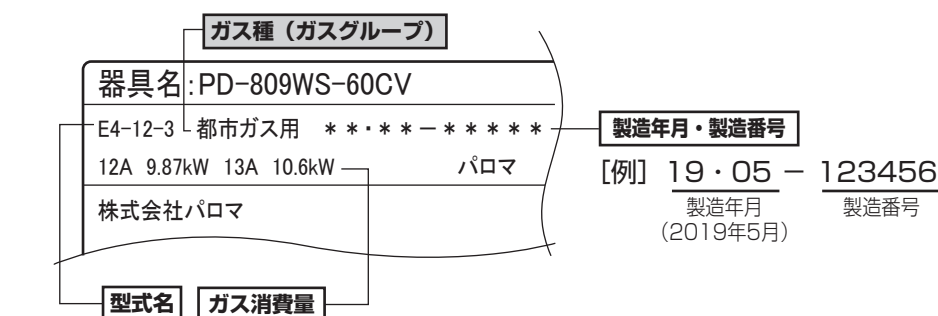 ガス種（ガスグループ）
器具名:PD-809WS-60CV
E4-12-3 都市ガス用 **・**－*****
12A 9.87kW 13A 10.6kW パロマ
株式会社パロマ
型式名 ガス消費量
製造年月・製造番号
［例］ 19・05 － 123456
製造年月 製造番号
（2019年5月）